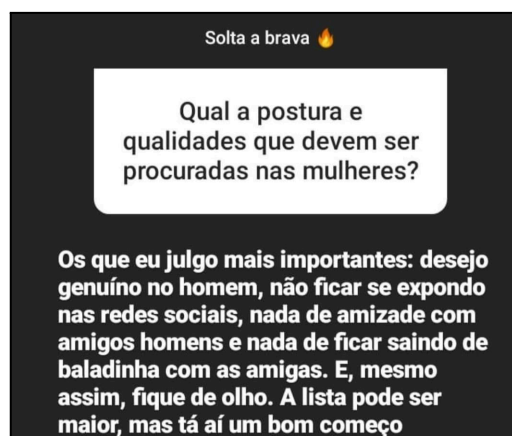 Solta a brava 🔥
Qual a postura e
qualidades que devem ser
procuradas nas mulheres?
Os que eu julgo mais importantes: desejo
genuíno no homem, não ficar se expondo
nas redes sociais, nada de amizade com
amigos homens e nada de ficar saindo de
baladinha com as amigas. E, mesmo
assim, fique de olho. A lista pode ser
maior, mas tá aí um bom começo